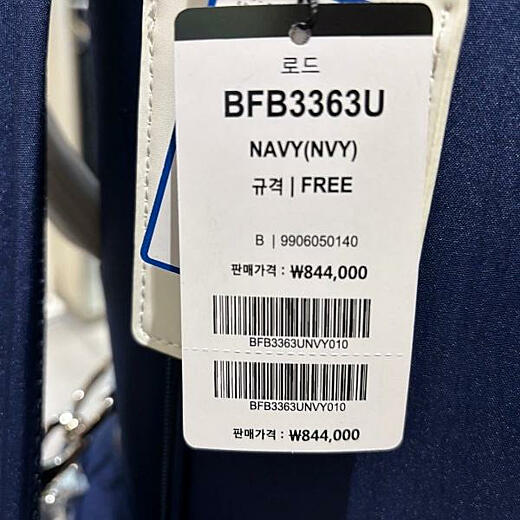 로드
BFB3363U
NAVY(NVY)
규격 | FREE
B | 9906050140
판매가격 : ₩844,000
BFB3363UNVY010
BFB3363UNVY010
판매가격 : ₩844,000